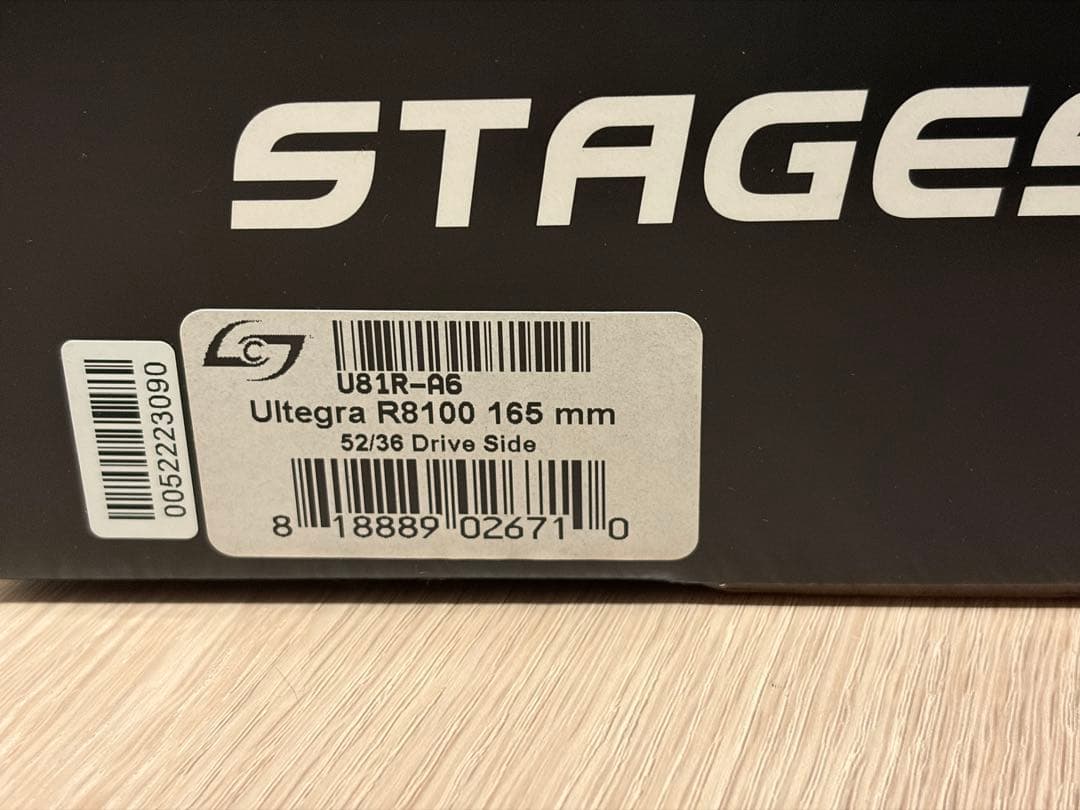 STAGES
U81R-A6
Ultegra R8100 165 mm
52/36 Drive Side
8 18889 02671 0
0052223090